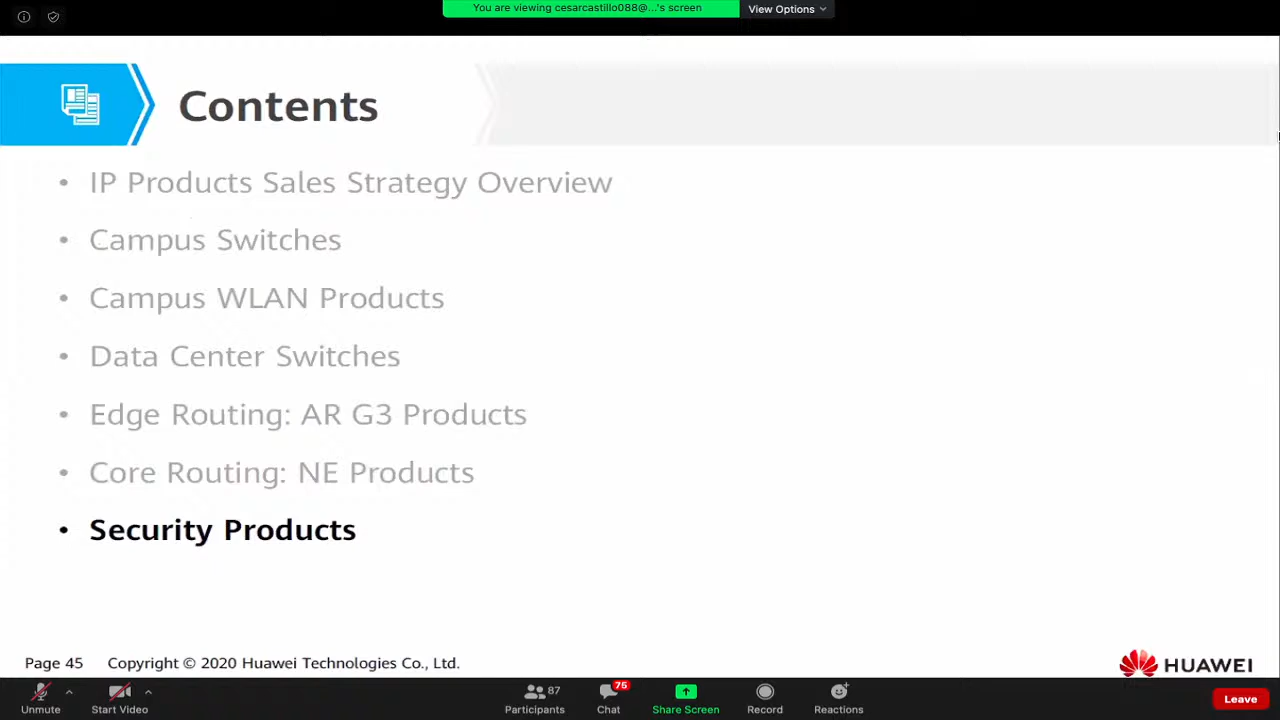 You are viewing cesarcastillo088@...'s screen
View Options
Contents
• IP Products Sales Strategy Overview
• Campus Switches
• Campus WLAN Products
• Data Center Switches
• Edge Routing: AR G3 Products
• Core Routing: NE Products
• Security Products
Page 45 Copyright © 2020 Huawei Technologies Co., Ltd.
HUAWEI
87
75
Unmute
Start Video
Participants
Chat
Share Screen
Record
Reactions
Leave